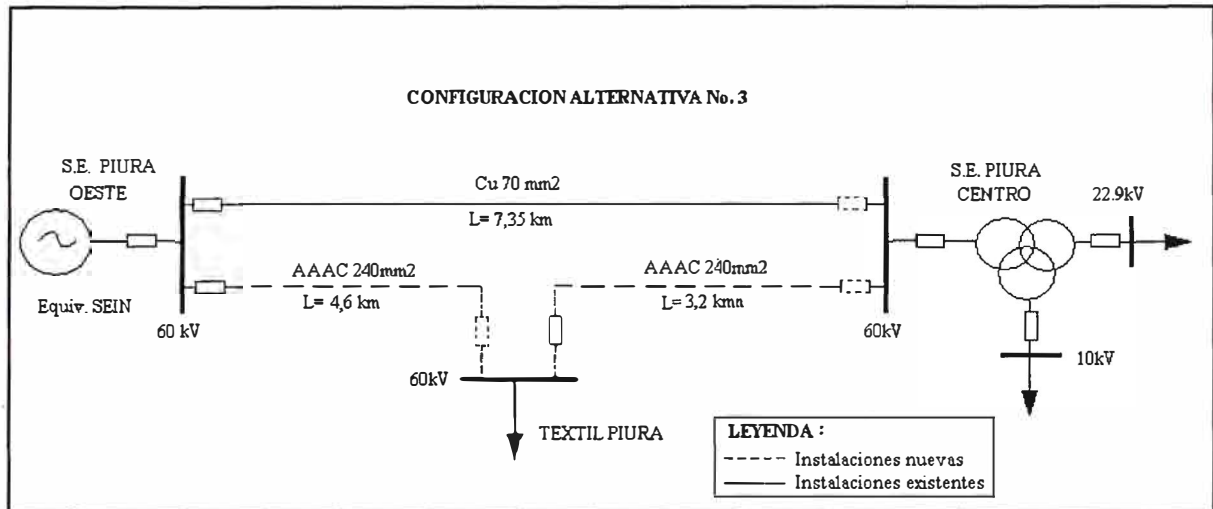 CONFIGURACION ALTERNATIVA No. 3
S.E. PIURA
OESTE
Cu 70 mm2
L= 7,35 km
S.E. PIURA
CENTRO
22.9kV
AAAC 240mm2
L= 4,6 km
AAAC 240mm2
L= 3,2 kmn
Equiv. SEIN
60 kV
60kV
60kV
10kV
TEXTIL PIURA
LEYENDA :
Instalaciones nuevas
Instalaciones existentes